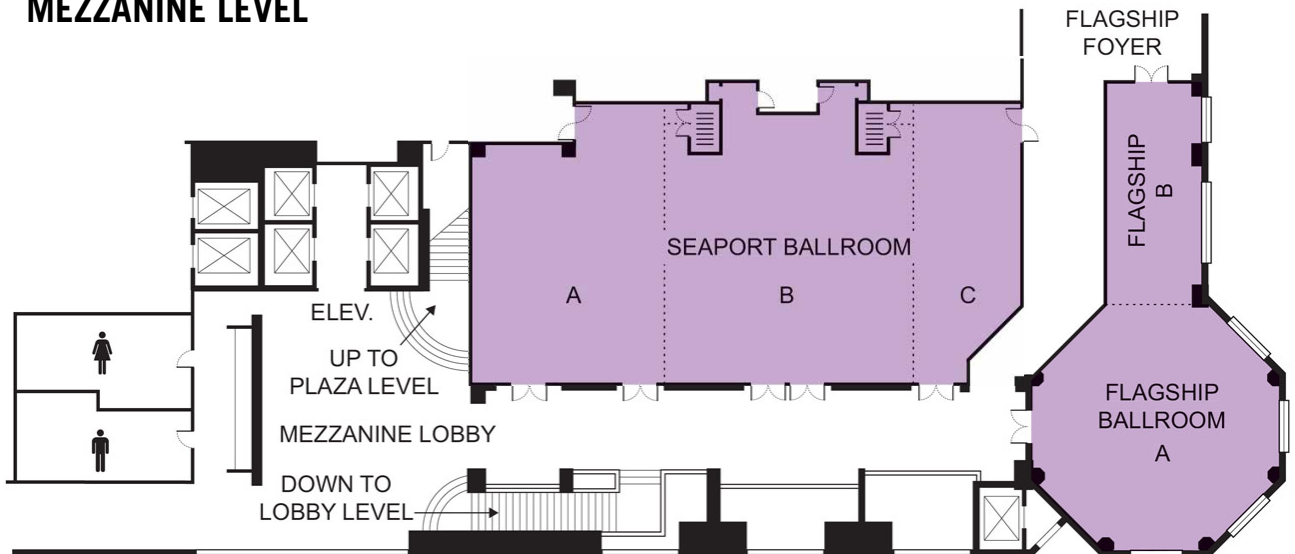 MEZZANINE LEVEL
FLAGSHIP
FOYER
FLAGSHIP
B
SEAPORT BALLROOM
A
B
C
ELEV.
UP TO
PLAZA LEVEL
FLAGSHIP
BALLROOM
A
MEZZANINE LOBBY
DOWN TO
LOBBY LEVEL